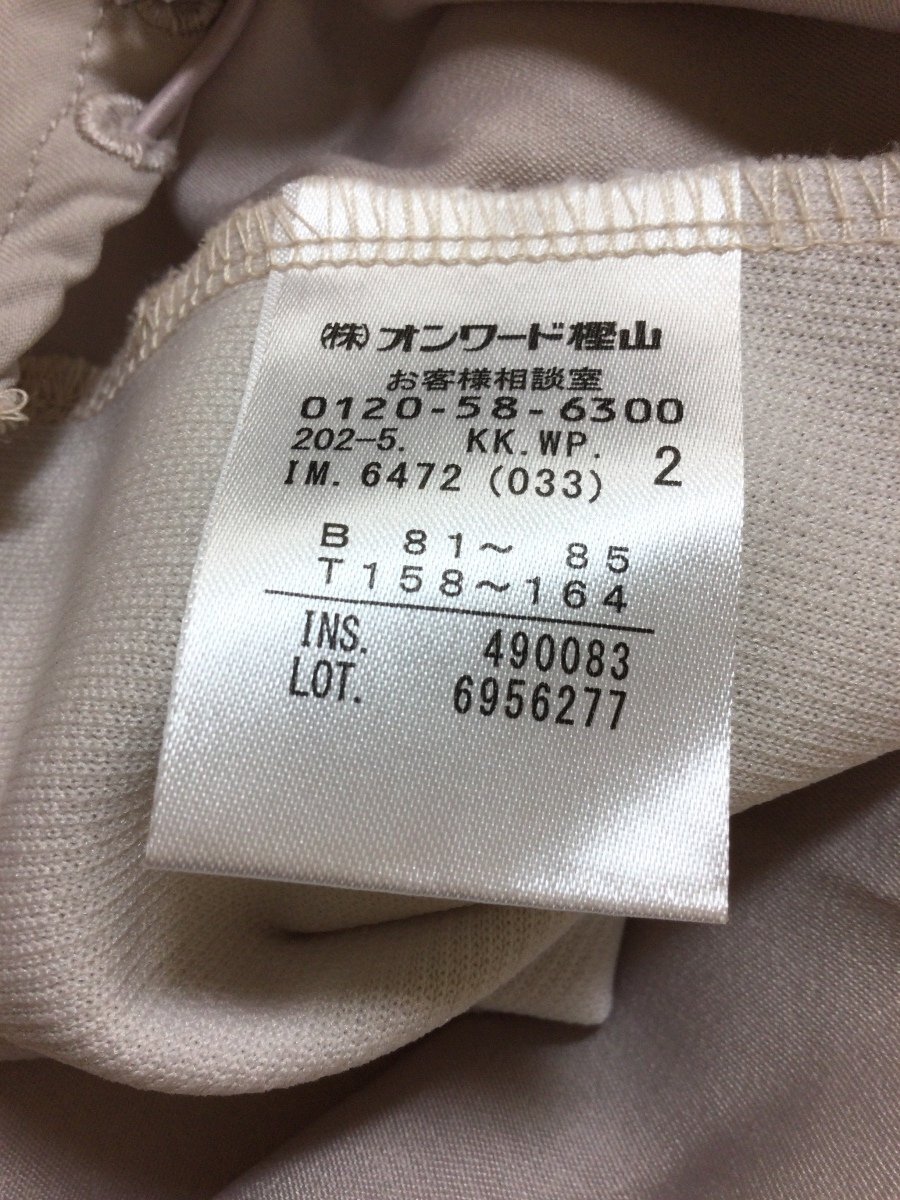 ㈱オンワード樫山
お客様相談室
0120-58-6300
202-5. KK.WP. 2
IM. 6472 (033)
B 81～ 85
T158～164
INS. 490083
LOT. 6956277